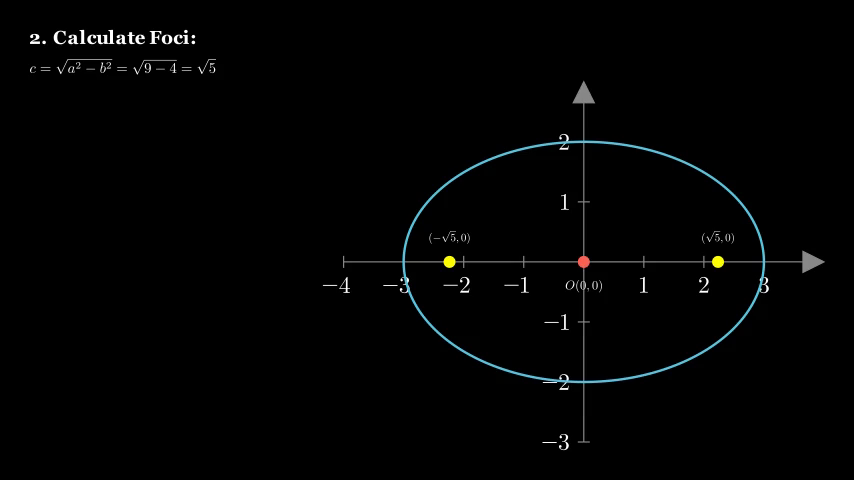 2. Calculate Foci:
c = √(a² − b²) = √(9 − 4) = √5
2
1
(−√5, 0)
(√5, 0)
−4 −3 −2 −1 O(0, 0) 1 2 3
−1
−2
−3